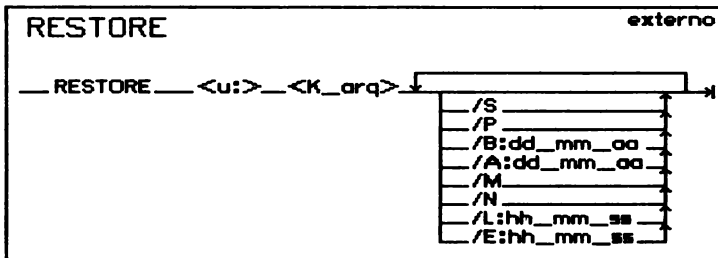 RESTORE externo
RESTORE <u:> <K_arq>
/S
/P
/B:dd_mm_aa
/A:dd_mm_aa
/M
/N
/L:hh_mm_ss
/E:hh_mm_ss